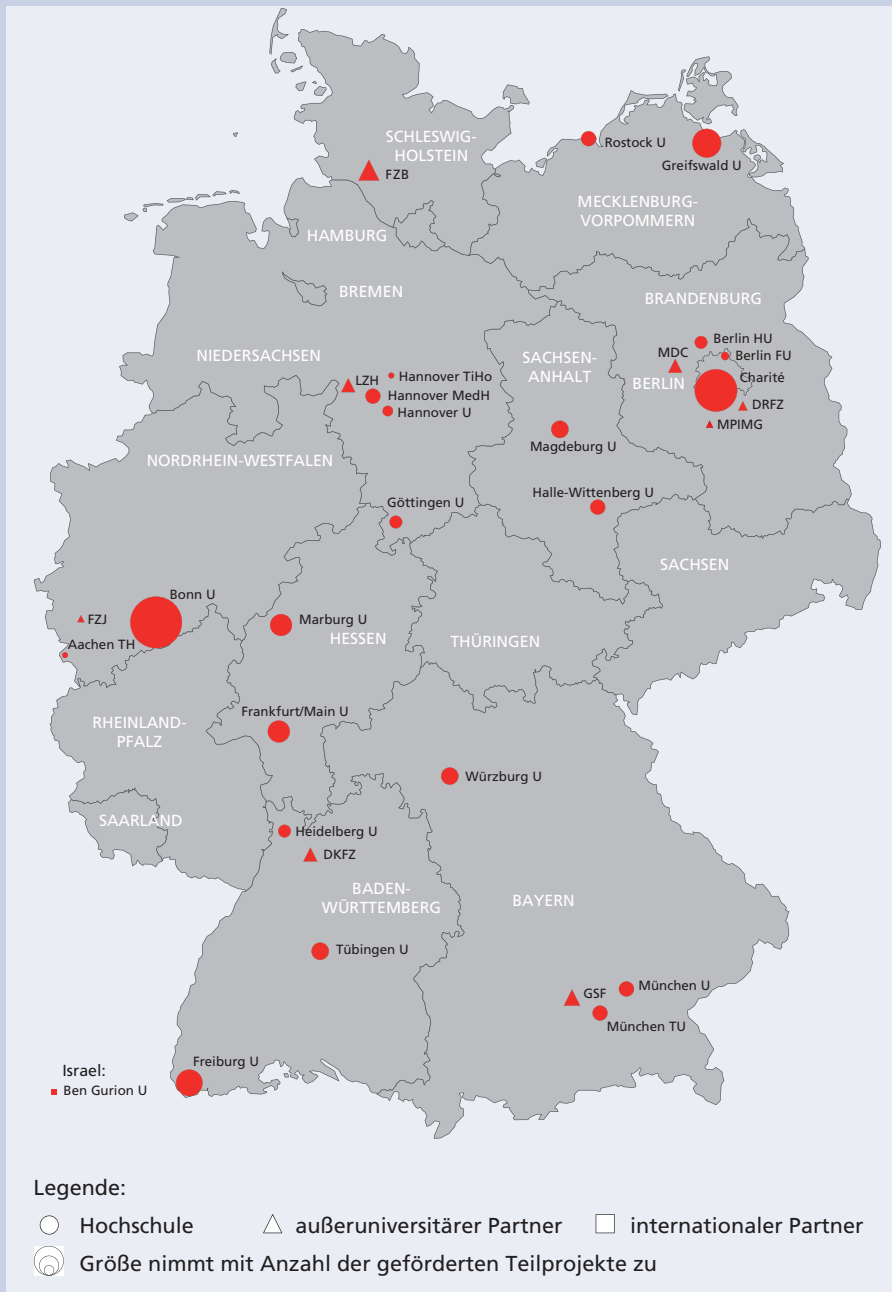 SCHLESWIG-
HOLSTEIN
FZB
Rostock U
Greifswald U
MECKLENBURG-
VORPOMMERN
HAMBURG
BREMEN
BRANDENBURG
NIEDERSACHSEN
SACHSEN-
ANHALT
Berlin HU
MDC
Berlin FU
BERLIN
Charité
DRFZ
MPIMG
LZH
Hannover TiHo
Hannover MedH
Hannover U
Magdeburg U
NORDRHEIN-WESTFALEN
Halle-Wittenberg U
Göttingen U
SACHSEN
Bonn U
FZJ
Aachen TH
Marburg U
HESSEN
THÜRINGEN
RHEINLAND-
PFALZ
Frankfurt/Main U
Würzburg U
SAARLAND
Heidelberg U
DKFZ
BADEN-
WÜRTTEMBERG
BAYERN
Tübingen U
GSF
München U
München TU
Freiburg U
Israel:
Ben Gurion U
Legende:
Hochschule
außeruniversitärer Partner
internationaler Partner
Größe nimmt mit Anzahl der geförderten Teilprojekte zu